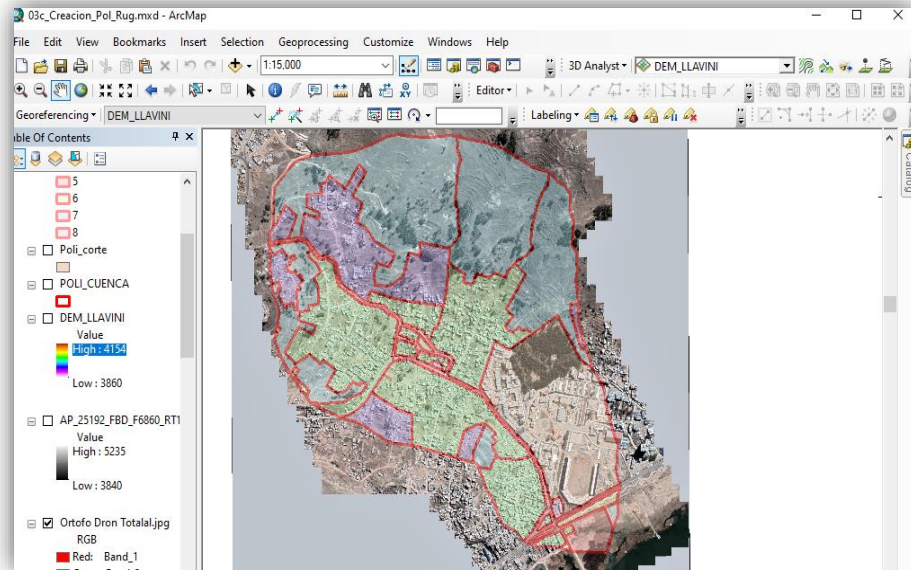 03c_Creacion_Pol_Rug.mxd - ArcMap
File Edit View Bookmarks Insert Selection Geoprocessing Customize Windows Help
1:15,000 3D Analyst DEM_LLAVINI
Editor
Georeferencing DEM_LLAVINI Labeling
ble Of Contents
5
6
7
8
Poli_corte
POLI_CUENCA
DEM_LLAVINI
Value
High : 4154
Low : 3860
AP_25192_FBD_F6860_RT1
Value
High : 5235
Low : 3840
Ortofo Dron Totalal.jpg
RGB
Red: Band_1
Catalog